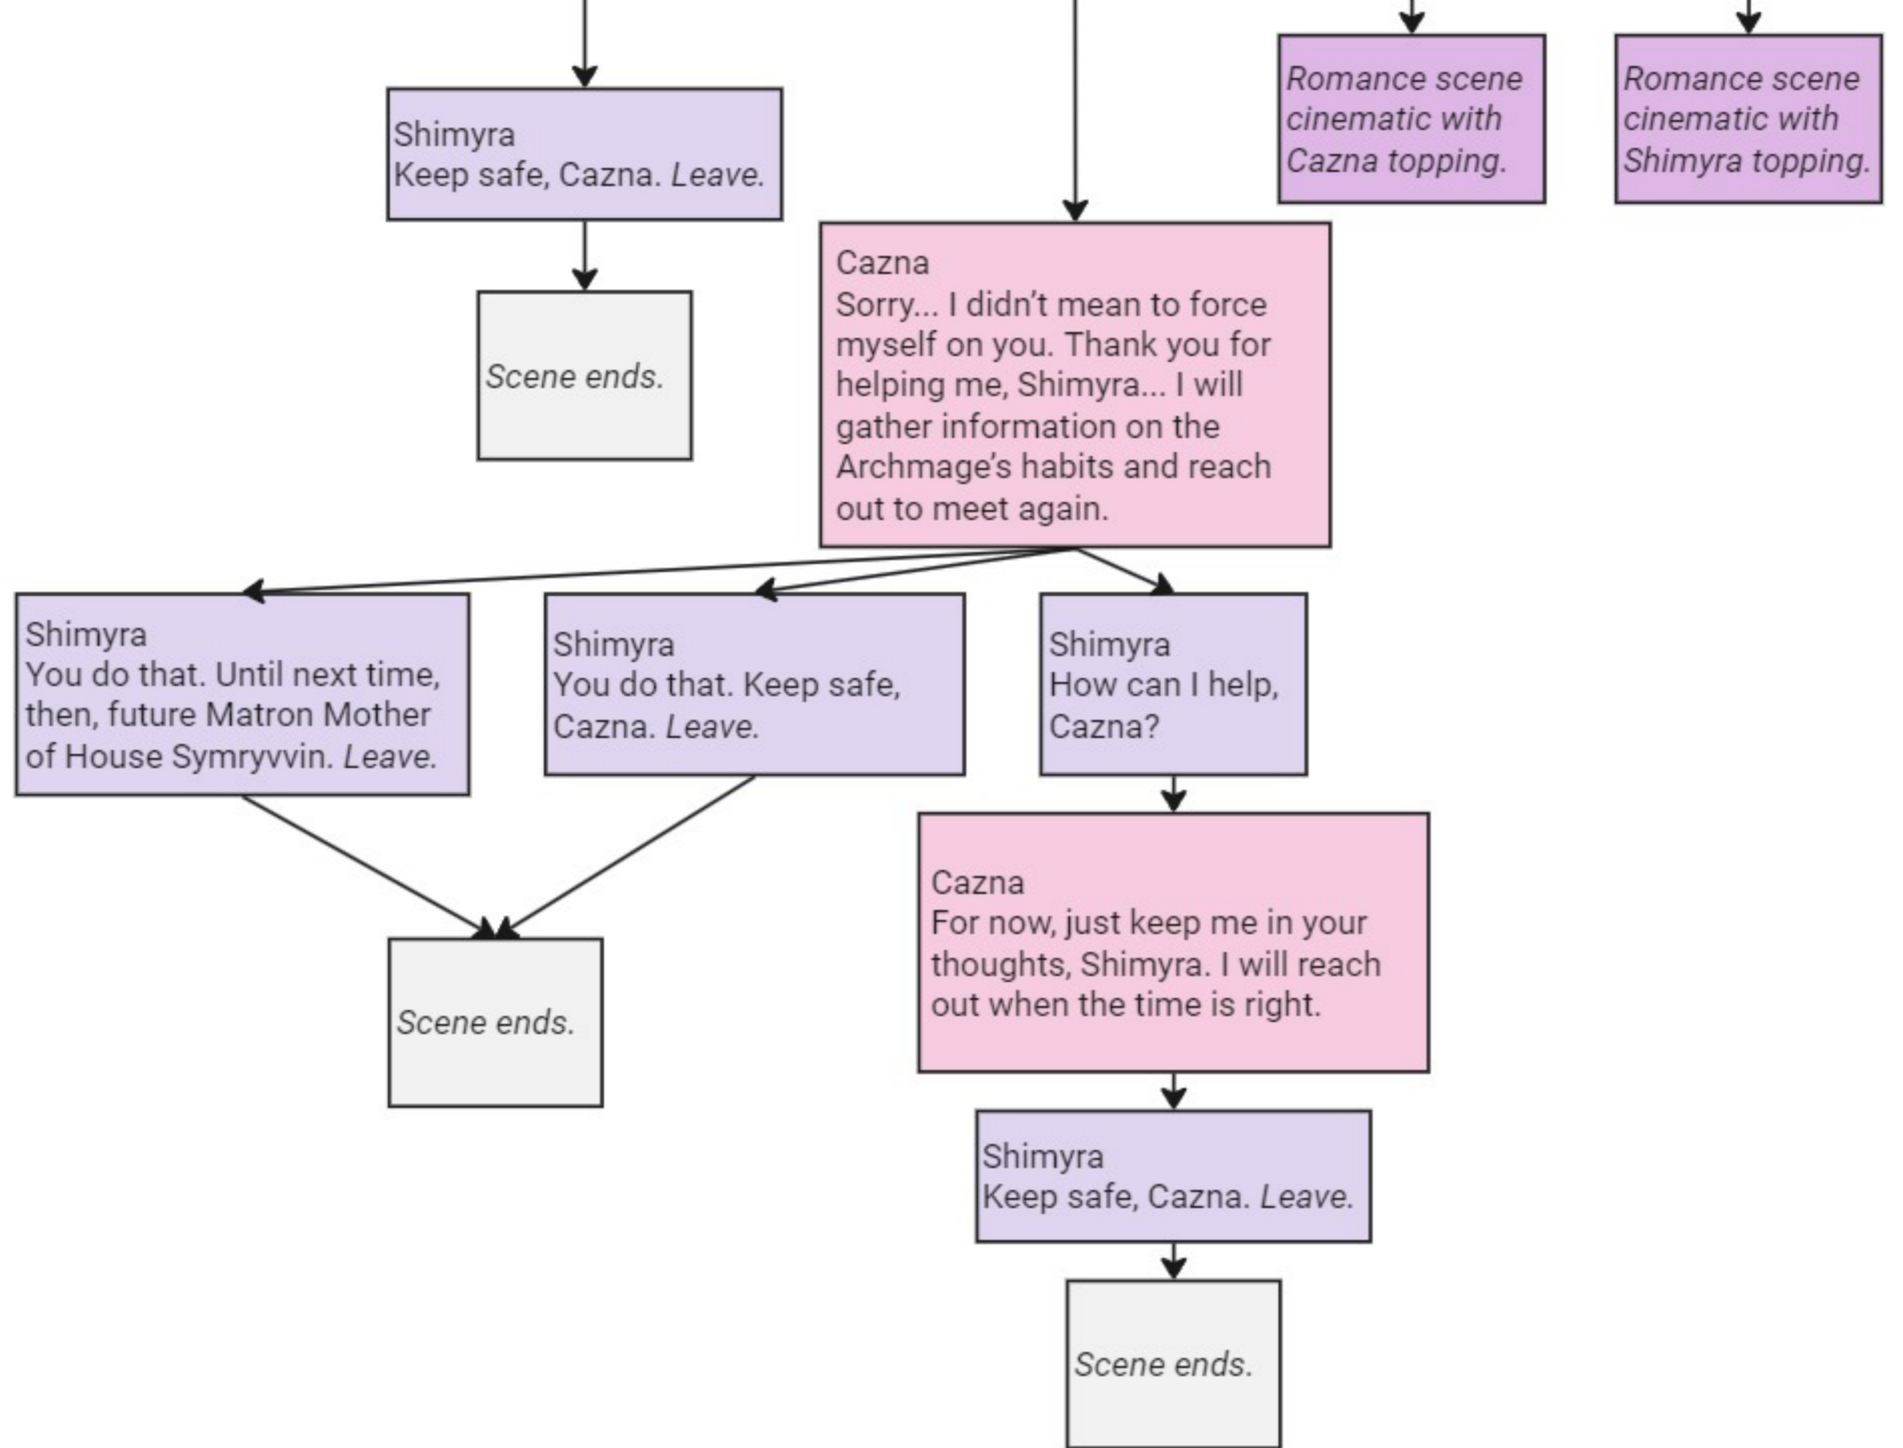 Romance scene
cinematic with
Cazna topping.
Romance scene
cinematic with
Shimyra topping.
Shimyra
Keep safe, Cazna. Leave.
Scene ends.
Cazna
Sorry... I didn’t mean to force
myself on you. Thank you for
helping me, Shimyra... I will
gather information on the
Archmage’s habits and reach
out to meet again.
Shimyra
You do that. Until next time,
then, future Matron Mother
of House Symryvvin. Leave.
Shimyra
You do that. Keep safe,
Cazna. Leave.
Shimyra
How can I help,
Cazna?
Scene ends.
Cazna
For now, just keep me in your
thoughts, Shimyra. I will reach
out when the time is right.
Shimyra
Keep safe, Cazna. Leave.
Scene ends.